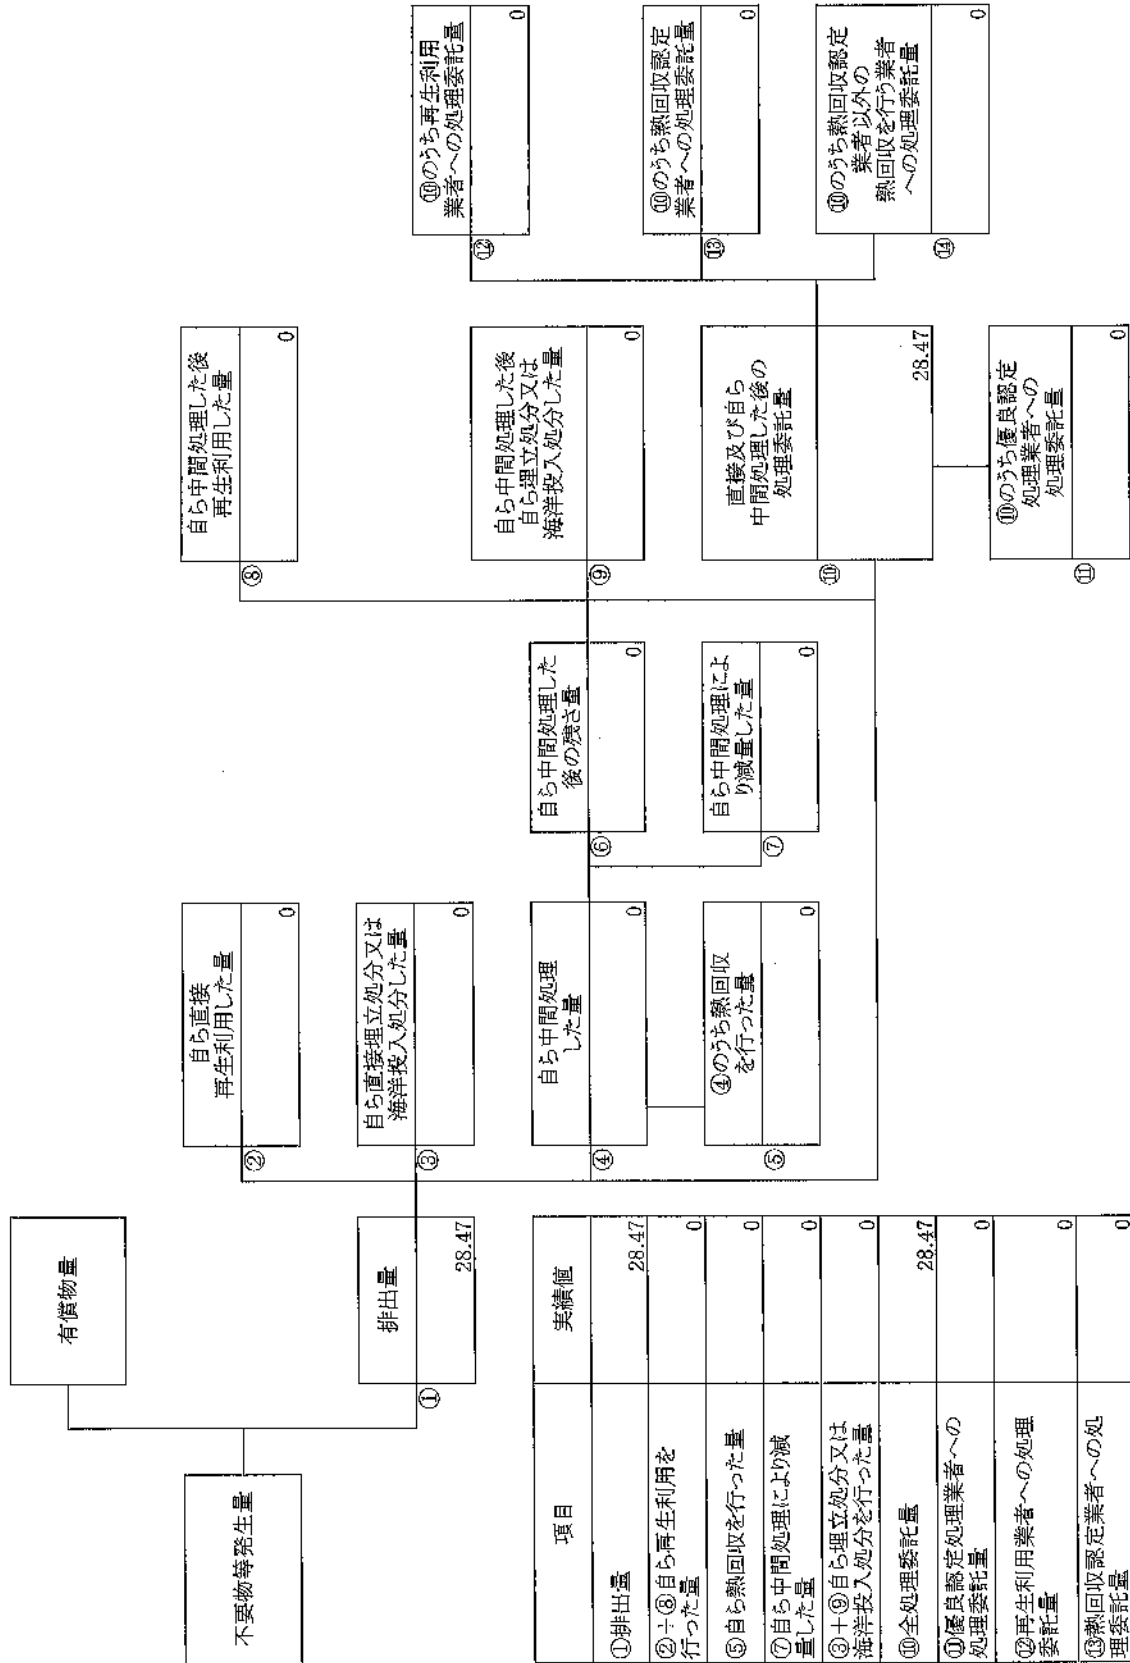 不要物等発生量
有償物量
①
排出量
28.47
②
自ら直接
再生利用した量
0
③
自ら直接埋立処分又は
海洋投入処分した量
0
④
自ら中間処理
した量
0
⑤
④のうち熱回収
を行った量
0
⑥
自ら中間処理した
後の残さ量
0
⑦
自ら中間処理によ
り減量した量
0
⑧
自ら中間処理した後
再生利用した量
0
⑨
自ら中間処理した後
自ら埋立処分又は
海洋投入処分した量
0
⑩
直接及び自ら
中間処理した後の
処理委託量
28.47
⑪
⑩のうち優良認定
処理業者への
処理委託量
0
⑫
⑩のうち再生利用
業者への処理委託量
0
⑬
⑩のうち熱回収認定
業者への処理委託量
0
⑭
⑩のうち熱回収認定
業者以外の
熱回収を行う業者
への処理委託量
0
項目 実績値
①排出量 28.47
②+⑧自ら再生利用を
行った量 0
⑤自ら熱回収を行った量 0
⑦自ら中間処理により減
量した量 0
③+⑨自ら埋立処分又は
海洋投入処分を行った量 0
⑩全処理委託量 28.47
⑪優良認定処理業者への
処理委託量 0
⑫再生利用業者への処理
委託量 0
⑬熱回収認定業者への処
理委託量 0